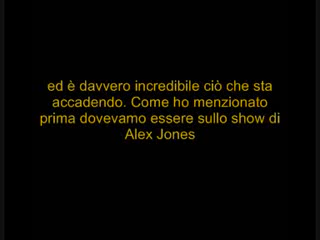 ed è davvero incredibile ciò che sta
accadendo. Come ho menzionato
prima dovevamo essere sullo show di
Alex Jones